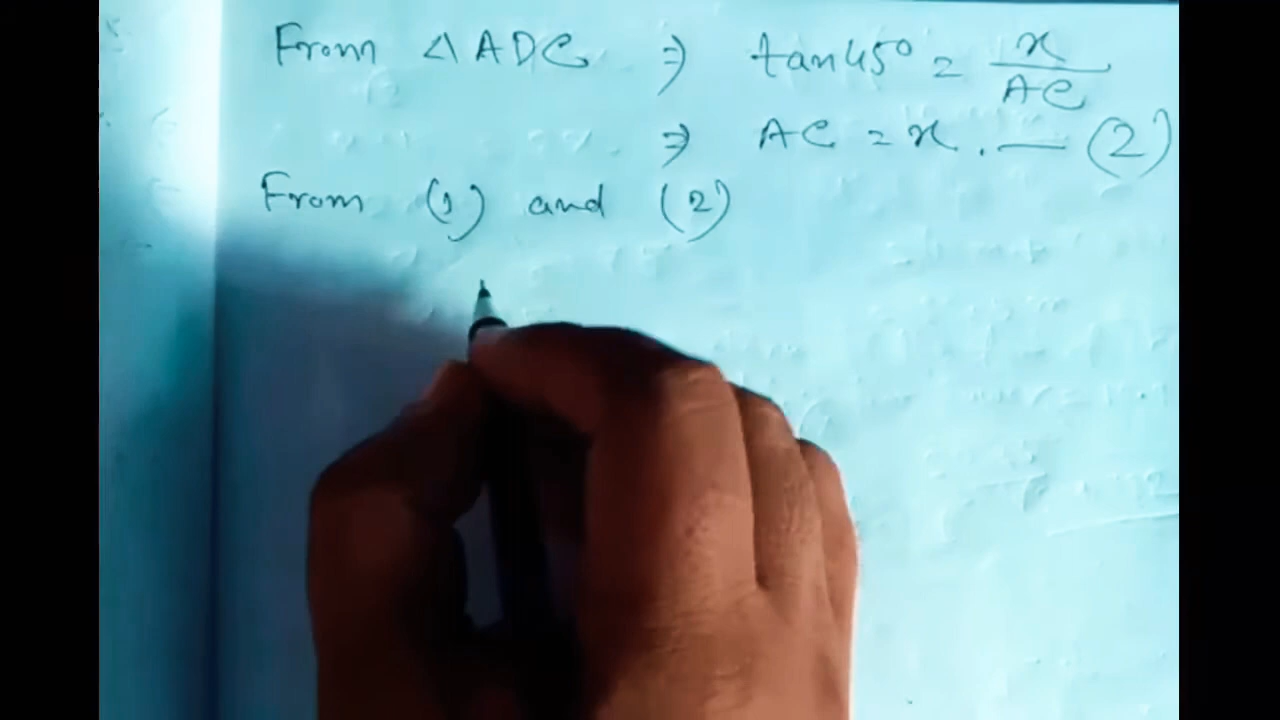 From △ADC ⇒ tan45° = x/AC
⇒ AC = x. — (2)
From (1) and (2)